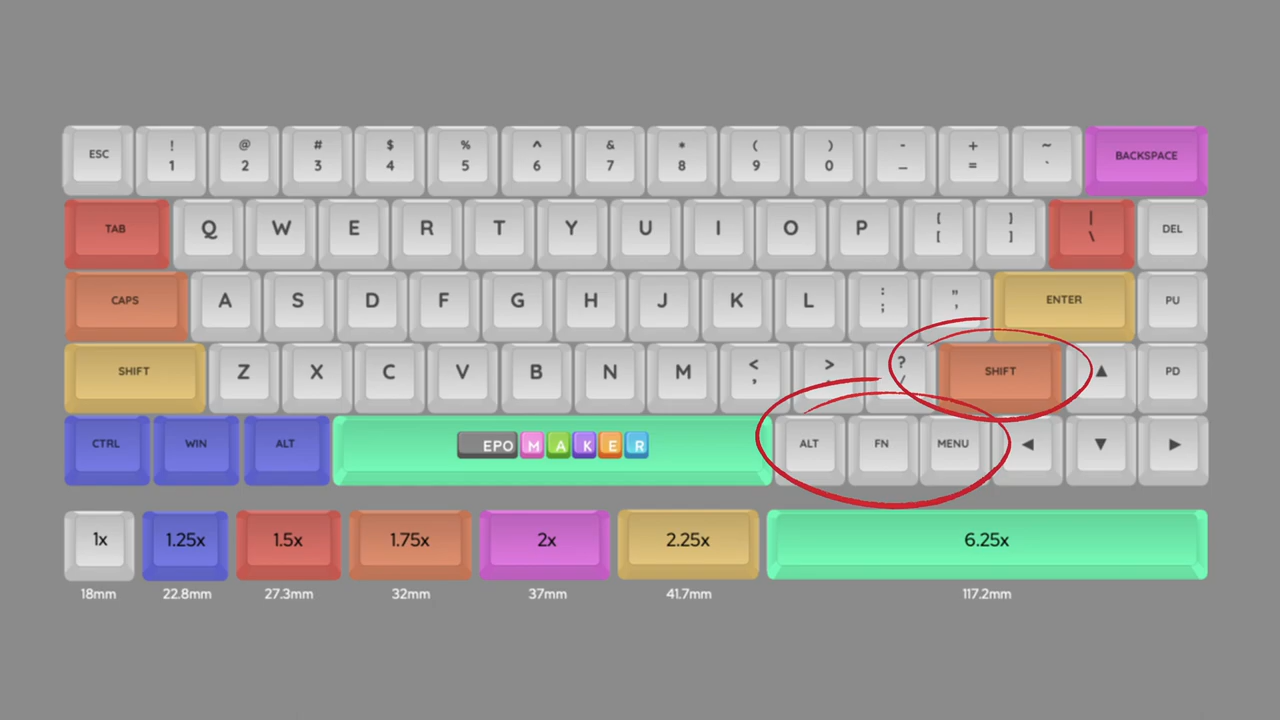 ESC ! @ # $ % ^ & * ( ) - + ~ BACKSPACE
1 2 3 4 5 6 7 8 9 0 _ = `
TAB Q W E R T Y U I O P [ ] | DEL
[ ] \
CAPS A S D F G H J K L : " ENTER PU
; '
SHIFT Z X C V B N M < > ? SHIFT ▲ PD
, /
CTRL WIN ALT EPOMAKER ALT FN MENU ◀ ▼ ▶
1x 1.25x 1.5x 1.75x 2x 2.25x 6.25x
18mm 22.8mm 27.3mm 32mm 37mm 41.7mm 117.2mm